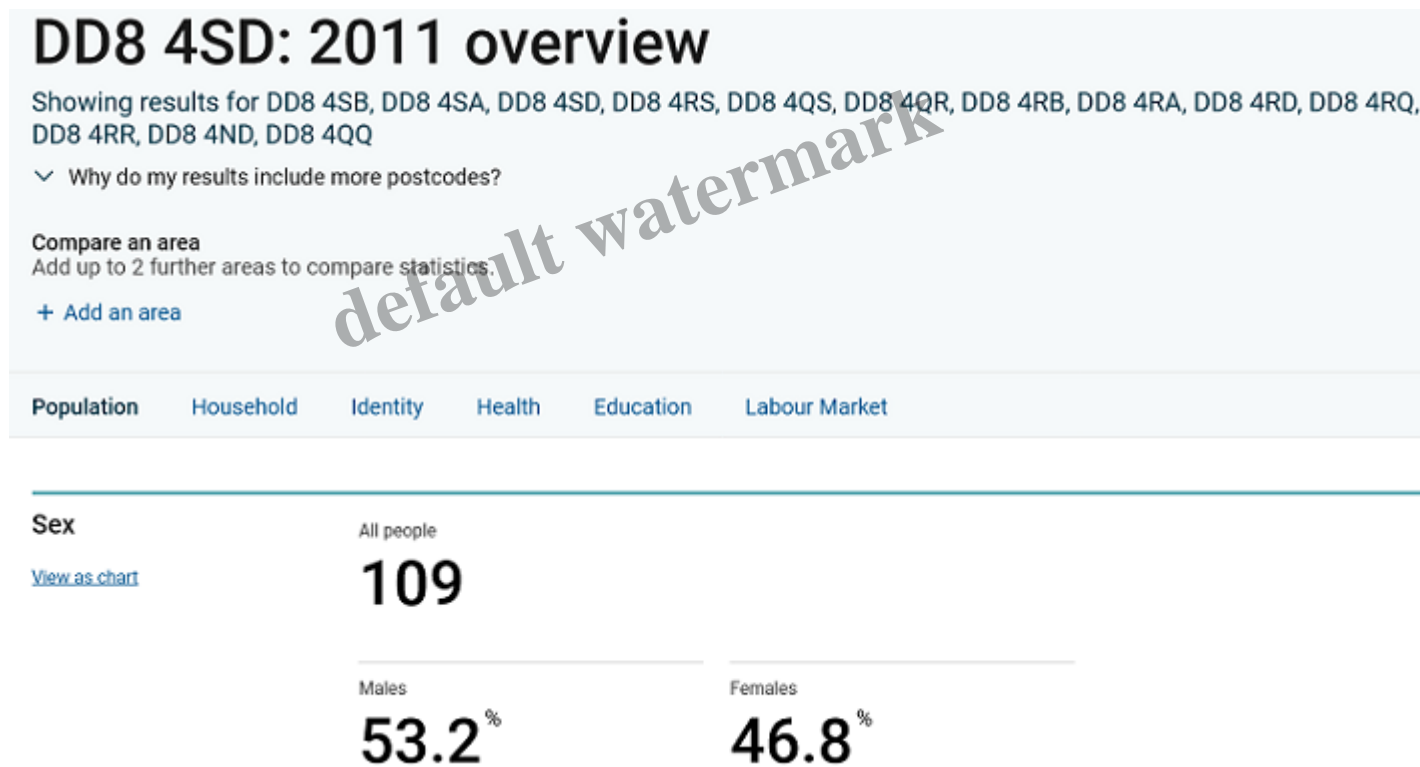 DD8 4SD: 2011 overview
Showing results for DD8 4SB, DD8 4SA, DD8 4SD, DD8 4RS, DD8 4QS, DD8 4QR, DD8 4RB, DD8 4RA, DD8 4RD, DD8 4RQ,
DD8 4RR, DD8 4ND, DD8 4QQ
Why do my results include more postcodes?
Compare an area
Add up to 2 further areas to compare statistics.
+ Add an area
default watermark
Population Household Identity Health Education Labour Market
Sex
All people
View as chart
109
Males Females
53.2% 46.8%